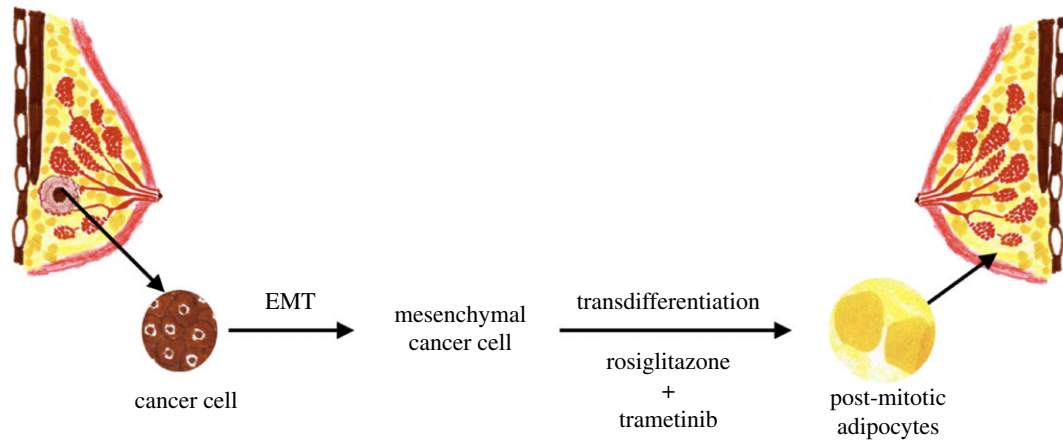 EMT
mesenchymal
cancer cell
transdifferentiation
rosiglitazone
+
trametinib
cancer cell
post-mitotic
adipocytes